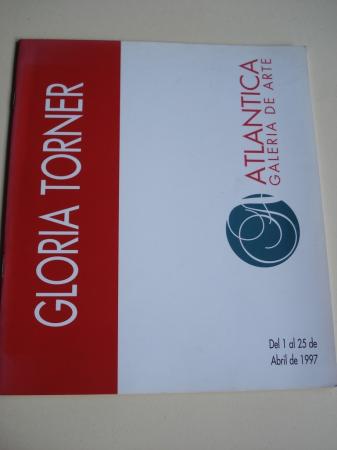 GLORIA TORNER
ATLANTICA
GALERIA DE ARTE
Del 1 al 25 de
Abril de 1997